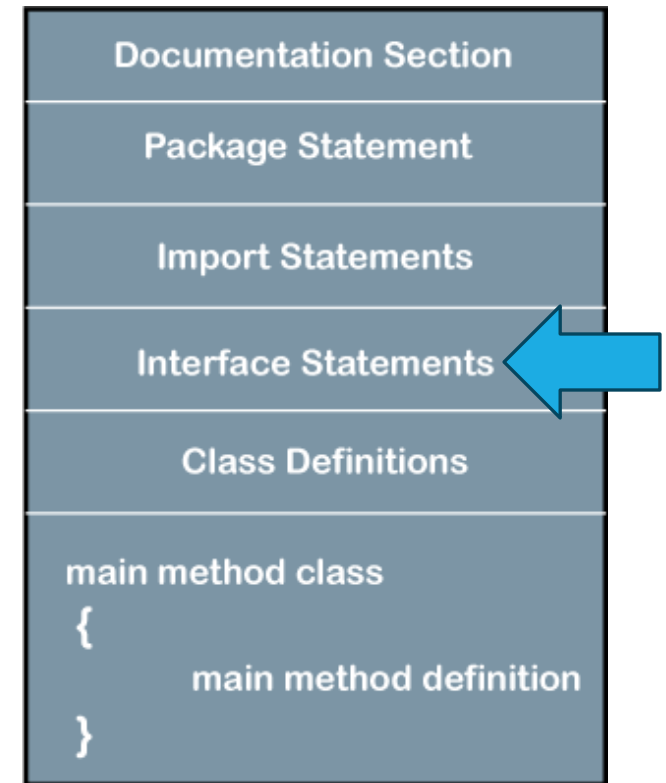 Documentation Section
Package Statement
Import Statements
Interface Statements
Class Definitions
main method class
{
main method definition
}